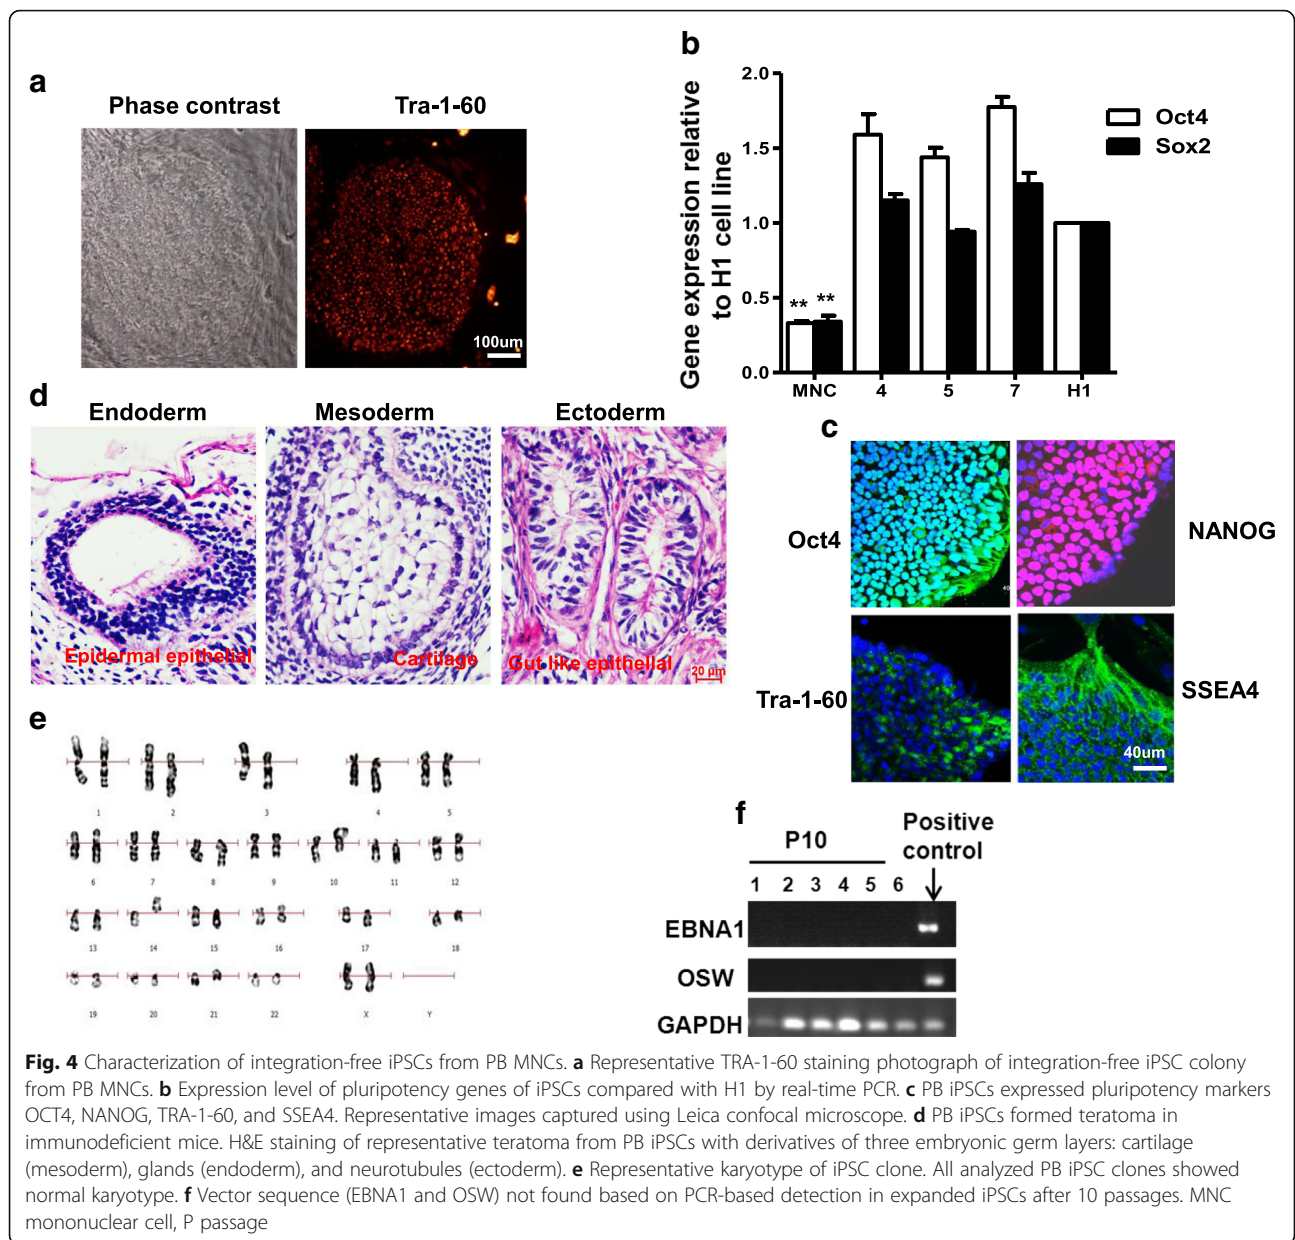 a
Phase contrast
Tra-1-60
100um
b
Gene expression relative
to H1 cell line
2.0
1.5
1.0
0.5
0.0
** **
MNC 4 5 7 H1
Oct4
Sox2
d
Endoderm
Mesoderm
Ectoderm
Epidermal epithelial
Cartilage
Gut like epithelial
20 µm
c
Oct4
NANOG
Tra-1-60
SSEA4
40
40um
e
1 2 3 4 5
6 7 8 9 10 11 12
13 14 15 16 17 18
19 20 21 22 X Y
f
P10
Positive
control
1 2 3 4 5 6
EBNA1
OSW
GAPDH
Fig. 4 Characterization of integration-free iPSCs from PB MNCs. a Representative TRA-1-60 staining photograph of integration-free iPSC colony
from PB MNCs. b Expression level of pluripotency genes of iPSCs compared with H1 by real-time PCR. c PB iPSCs expressed pluripotency markers
OCT4, NANOG, TRA-1-60, and SSEA4. Representative images captured using Leica confocal microscope. d PB iPSCs formed teratoma in
immunodeficient mice. H&E staining of representative teratoma from PB iPSCs with derivatives of three embryonic germ layers: cartilage
(mesoderm), glands (endoderm), and neurotubules (ectoderm). e Representative karyotype of iPSC clone. All analyzed PB iPSC clones showed
normal karyotype. f Vector sequence (EBNA1 and OSW) not found based on PCR-based detection in expanded iPSCs after 10 passages. MNC
mononuclear cell, P passage